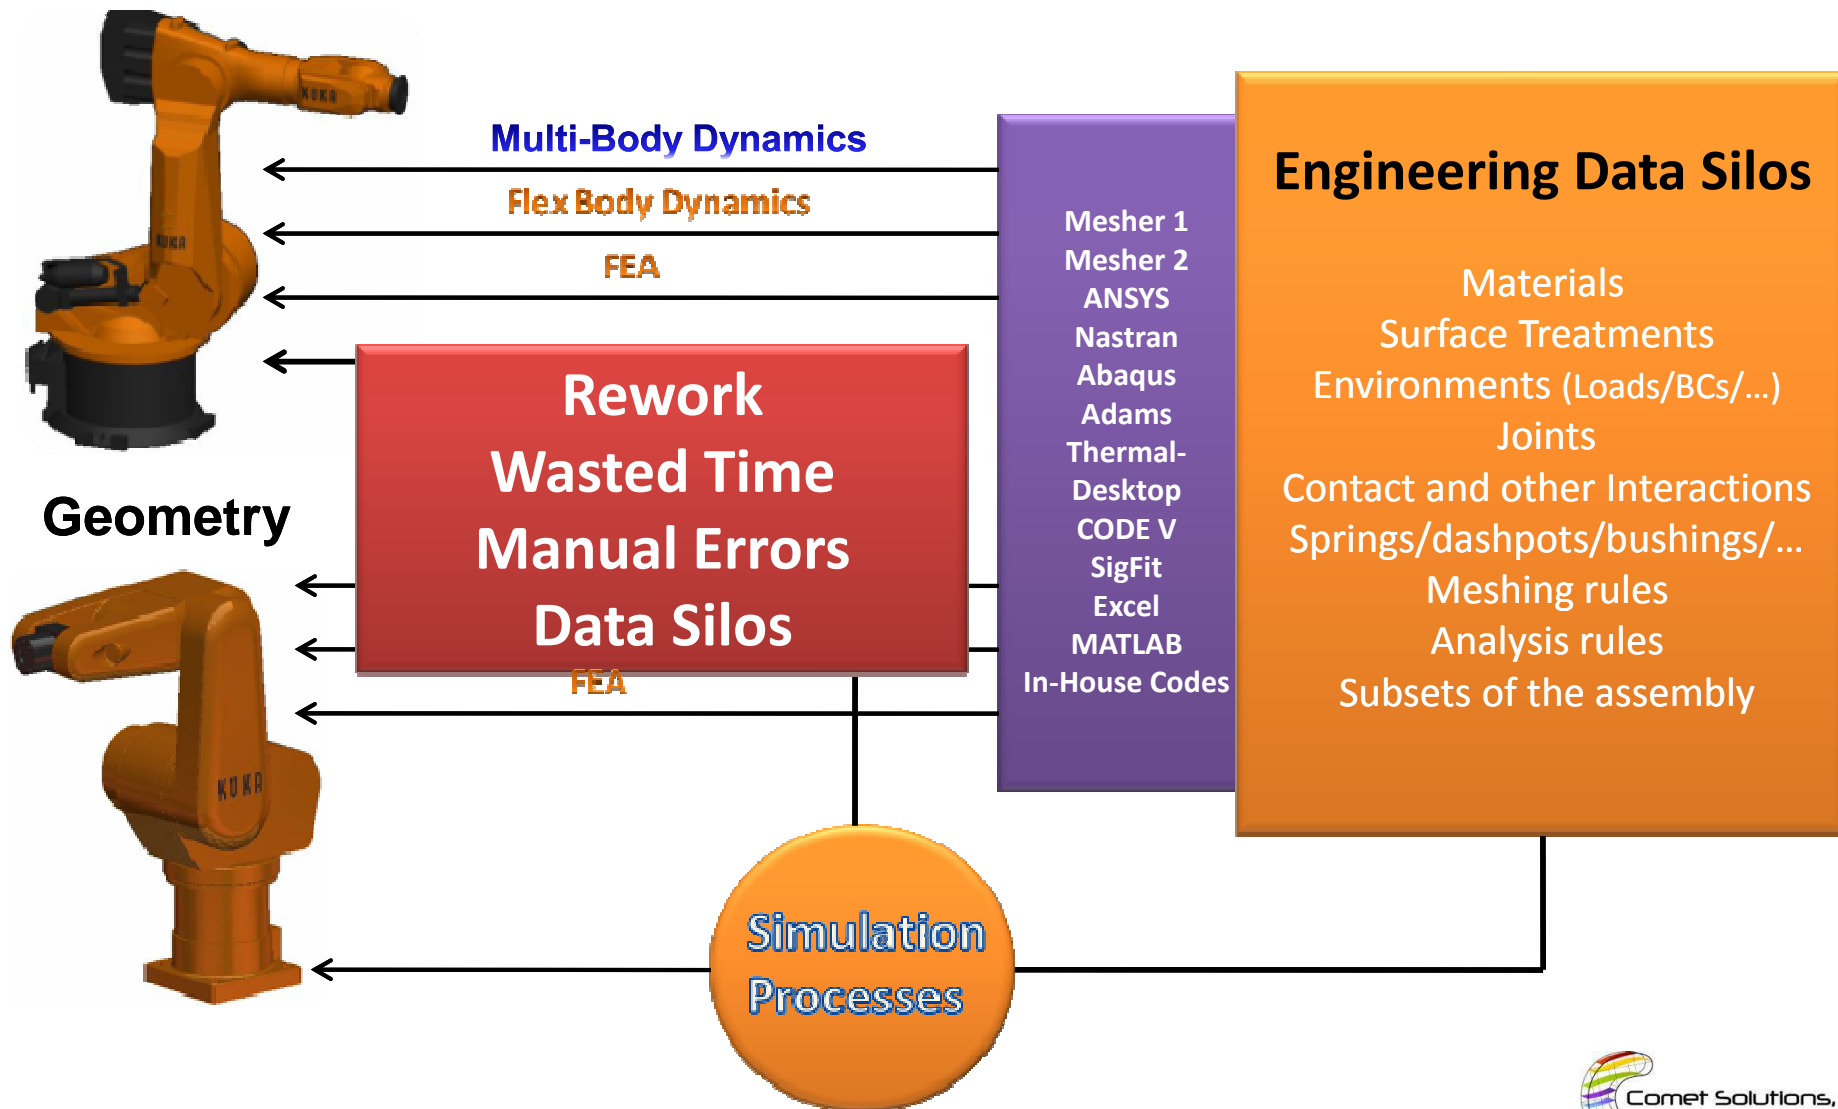 KUKA
Multi-Body Dynamics
Flex Body Dynamics
FEA
KUKA
Geometry
Rework
Wasted Time
Manual Errors
Data Silos
FEA
KUKA
Mesher 1
Mesher 2
ANSYS
Nastran
Abaqus
Adams
Thermal-
Desktop
CODE V
SigFit
Excel
MATLAB
In-House Codes
Engineering Data Silos
Materials
Surface Treatments
Environments (Loads/BCs/...)
Joints
Contact and other Interactions
Springs/dashpots/bushings/...
Meshing rules
Analysis rules
Subsets of the assembly
Simulation
Processes
Comet Solutions,